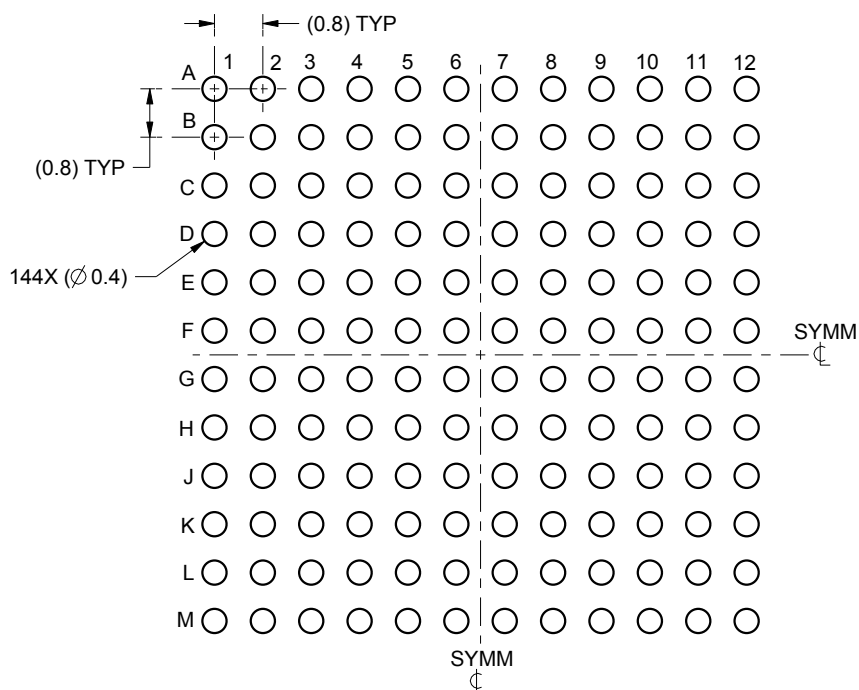 (0.8) TYP
1 2 3 4 5 6 7 8 9 10 11 12
A
B
(0.8) TYP
C
D
144X (∅ 0.4)
E
F
SYMM
℄
G
H
J
K
L
M
SYMM
℄